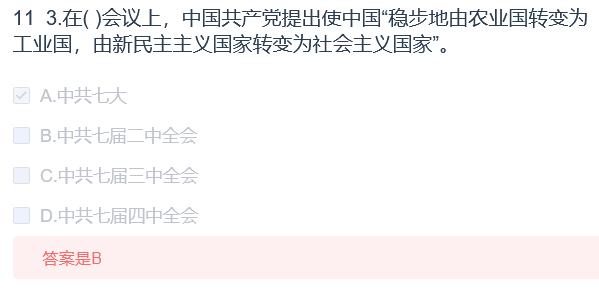 11 3.在( )会议上，中国共产党提出使中国“稳步地由农业国转变为
工业国，由新民主主义国家转变为社会主义国家”。
A.中共七大
B.中共七届二中全会
C.中共七届三中全会
D.中共七届四中全会
答案是B